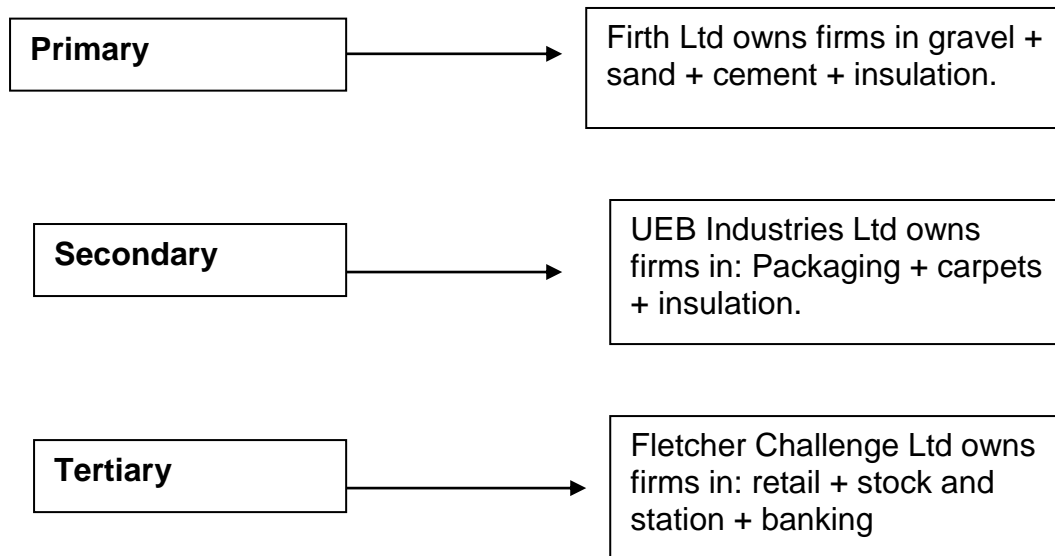 Primary
Firth Ltd owns firms in gravel +
sand + cement + insulation.
Secondary
UEB Industries Ltd owns
firms in: Packaging + carpets
+ insulation.
Tertiary
Fletcher Challenge Ltd owns
firms in: retail + stock and
station + banking